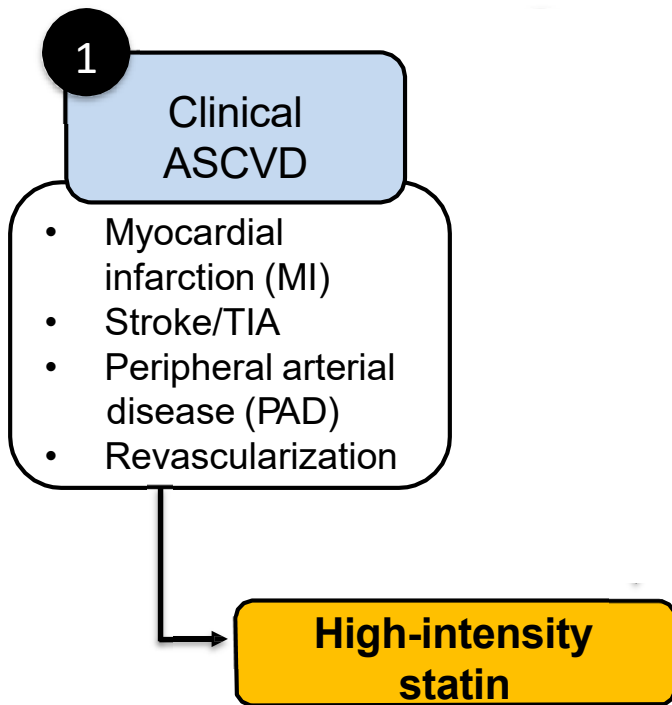 1
Clinical
ASCVD
• Myocardial
infarction (MI)
• Stroke/TIA
• Peripheral arterial
disease (PAD)
• Revascularization
High-intensity
statin